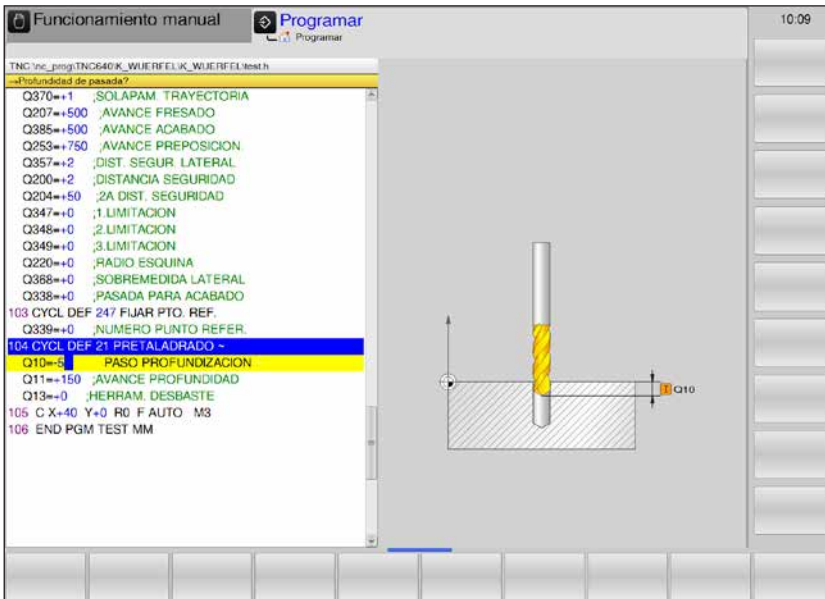 Funcionamiento manual
Programar
10:09
Programar
TNC:\nc_prog\TNC640\K_WUERFEL\K_WUERFEL\test.h
→Profundidad de pasada?
Q370=+1 ;SOLAPAM. TRAYECTORIA
Q207=+500 ;AVANCE FRESADO
Q385=+500 ;AVANCE ACABADO
Q253=+750 ;AVANCE PREPOSICION.
Q357=+2 ;DIST. SEGUR. LATERAL
Q200=+2 ;DISTANCIA SEGURIDAD
Q204=+50 ;2A DIST. SEGURIDAD
Q347=+0 ;1.LIMITACION
Q348=+0 ;2.LIMITACION
Q349=+0 ;3.LIMITACION
Q220=+0 ;RADIO ESQUINA
Q368=+0 ;SOBREMEDIDA LATERAL
Q338=+0 ;PASADA PARA ACABADO
103 CYCL DEF 247 FIJAR PTO. REF.
Q339=+0 ;NUMERO PUNTO REFER.
104 CYCL DEF 21 PRETALADRADO ~
Q10=-5 PASO PROFUNDIZACION
Q11=+150 ;AVANCE PROFUNDIDAD
Q13=+0 ;HERRAM. DESBASTE
105 C X+40 Y+0 R0 F AUTO M3
106 END PGM TEST MM
I Q10